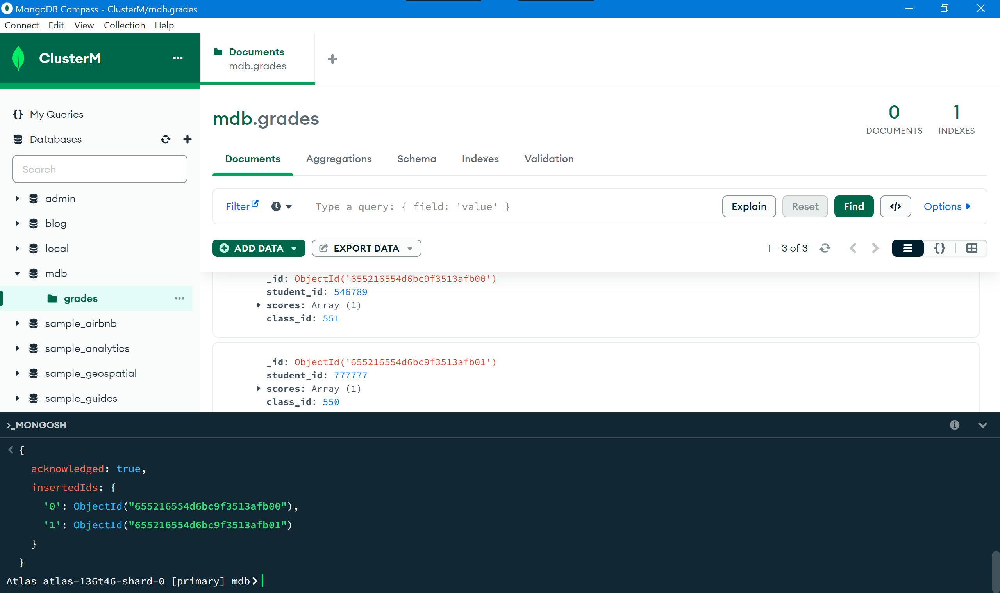 MongoDB Compass - ClusterM/mdb.grades
Connect Edit View Collection Help
ClusterM
My Queries
Databases
Search
admin
blog
local
mdb
grades
sample_airbnb
sample_analytics
sample_geospatial
sample_guides
Documents
mdb.grades
mdb.grades
0
DOCUMENTS
1
INDEXES
Documents Aggregations Schema Indexes Validation
Filter Type a query: { field: 'value' } Explain Reset Find </> Options
ADD DATA EXPORT DATA 1 – 3 of 3 {}
_id: ObjectId('655216554d6bc9f3513afb00')
student_id: 546789
scores: Array (1)
class_id: 551
_id: ObjectId('655216554d6bc9f3513afb01')
student_id: 777777
scores: Array (1)
class_id: 550
>_MONGOSH
{
acknowledged: true,
insertedIds: {
'0': ObjectId("655216554d6bc9f3513afb00"),
'1': ObjectId("655216554d6bc9f3513afb01")
}
}
Atlas atlas-136t46-shard-0 [primary] mdb>